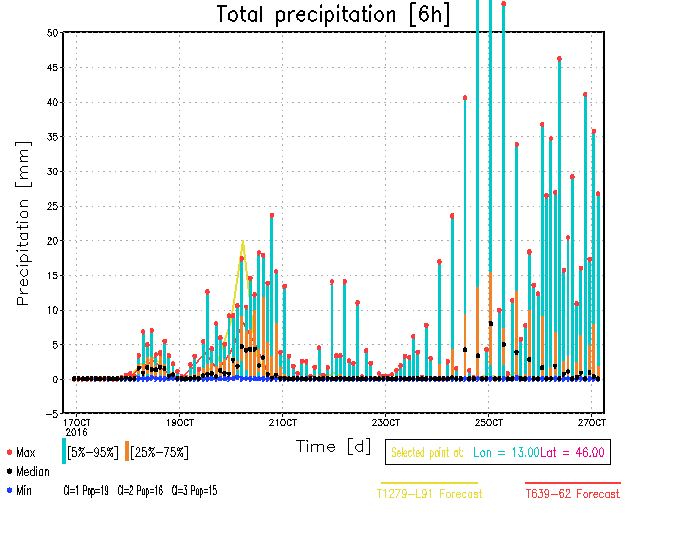 Total precipitation [6h]
Precipitation [mm]
50
45
40
35
30
25
20
15
10
5
0
−5
17OCT 19OCT 21OCT 23OCT 25OCT 27OCT
2016
Time [d]
Max [5%−95%] [25%−75%]
Median
Min Cl=1 Pop=19 Cl=2 Pop=16 Cl=3 Pop=15
Selected point at: Lon = 13.00Lat = 46.00
T1279−L91 Forecast T639−62 Forecast